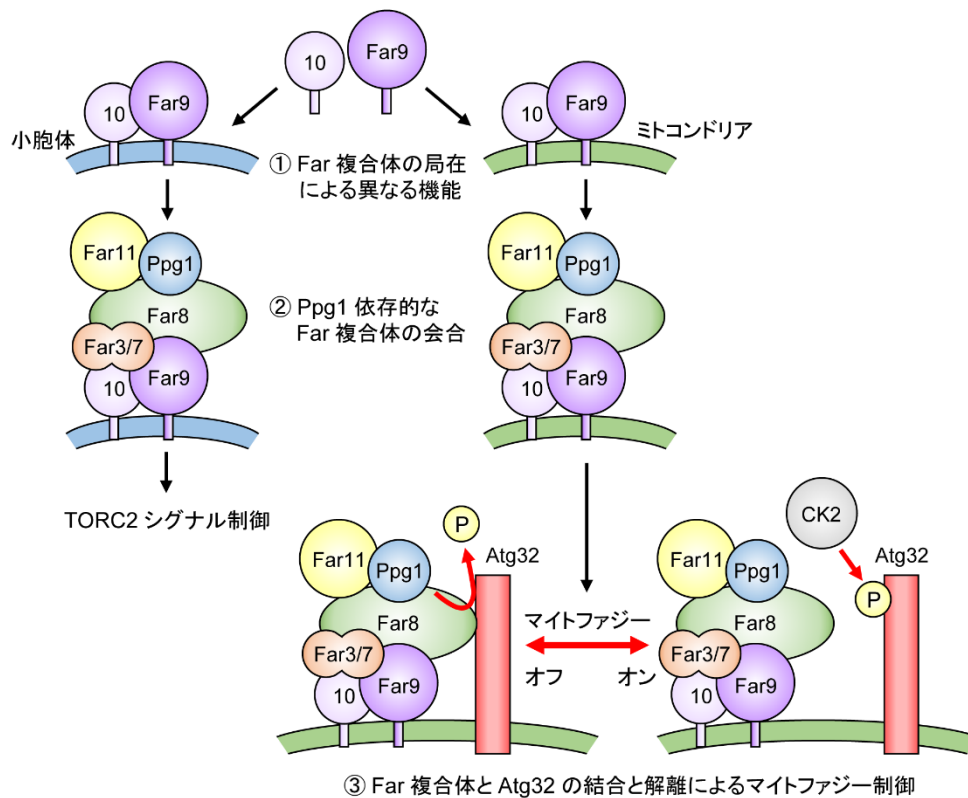 10
Far9
小胞体
10
Far9
10
Far9
ミトコンドリア
① Far 複合体の局在
による異なる機能
Far11
Ppg1
Far8
Far3/7
10
Far9
② Ppg1 依存的な
Far 複合体の会合
Far11
Ppg1
Far8
Far3/7
10
Far9
TORC2 シグナル制御
P
Atg32
Far11
Ppg1
Far8
Far3/7
10
Far9
マイトファジー
オフ
オン
CK2
Atg32
P
Far11
Ppg1
Far8
Far3/7
10
Far9
③ Far 複合体と Atg32 の結合と解離によるマイトファジー制御